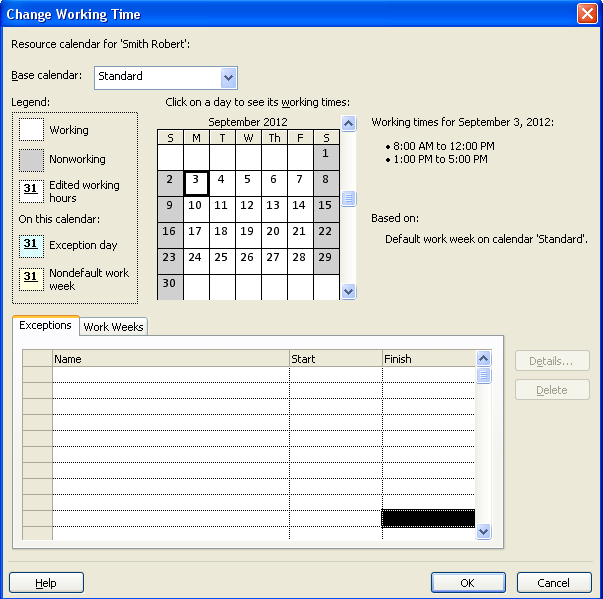 Change Working Time
Resource calendar for 'Smith Robert':
Base calendar: Standard
Legend:
Click on a day to see its working times:
Working
Nonworking
31 Edited working
hours
On this calendar:
31 Exception day
31 Nondefault work
week
September 2012
S M T W Th F S
1
2 3 4 5 6 7 8
9 10 11 12 13 14 15
16 17 18 19 20 21 22
23 24 25 26 27 28 29
30
Working times for September 3, 2012:
• 8:00 AM to 12:00 PM
• 1:00 PM to 5:00 PM
Based on:
Default work week on calendar 'Standard'.
Exceptions Work Weeks
Name Start Finish
Details...
Delete
Help OK Cancel